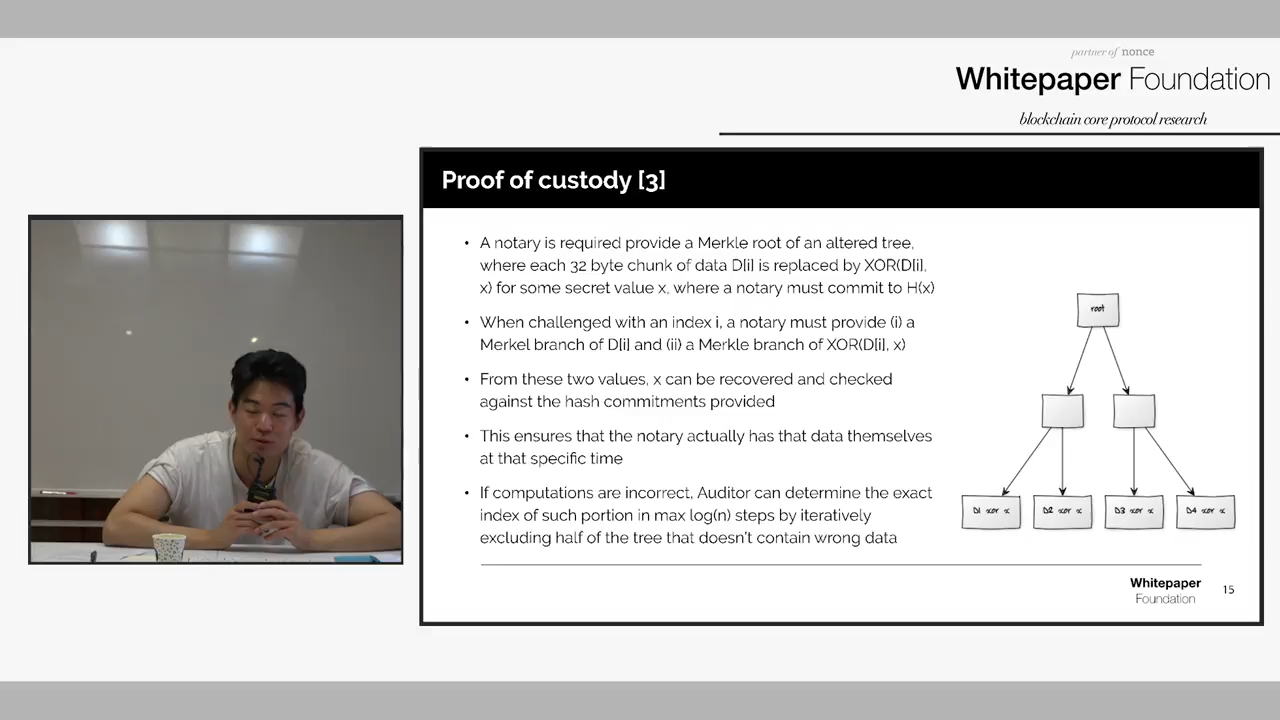 partner of nonce
Whitepaper Foundation
blockchain core protocol research
Proof of custody [3]
• A notary is required provide a Merkle root of an altered tree,
where each 32 byte chunk of data D[i] is replaced by XOR(D[i],
x) for some secret value x, where a notary must commit to H(x)
• When challenged with an index i, a notary must provide (i) a
Merkel branch of D[i] and (ii) a Merkle branch of XOR(D[i], x)
• From these two values, x can be recovered and checked
against the hash commitments provided
• This ensures that the notary actually has that data themselves
at that specific time
• If computations are incorrect, Auditor can determine the exact
index of such portion in max log(n) steps by iteratively
excluding half of the tree that doesn't contain wrong data
root
D1 xor x
D2 xor x
D3 xor x
D4 xor x
Whitepaper
Foundation
15